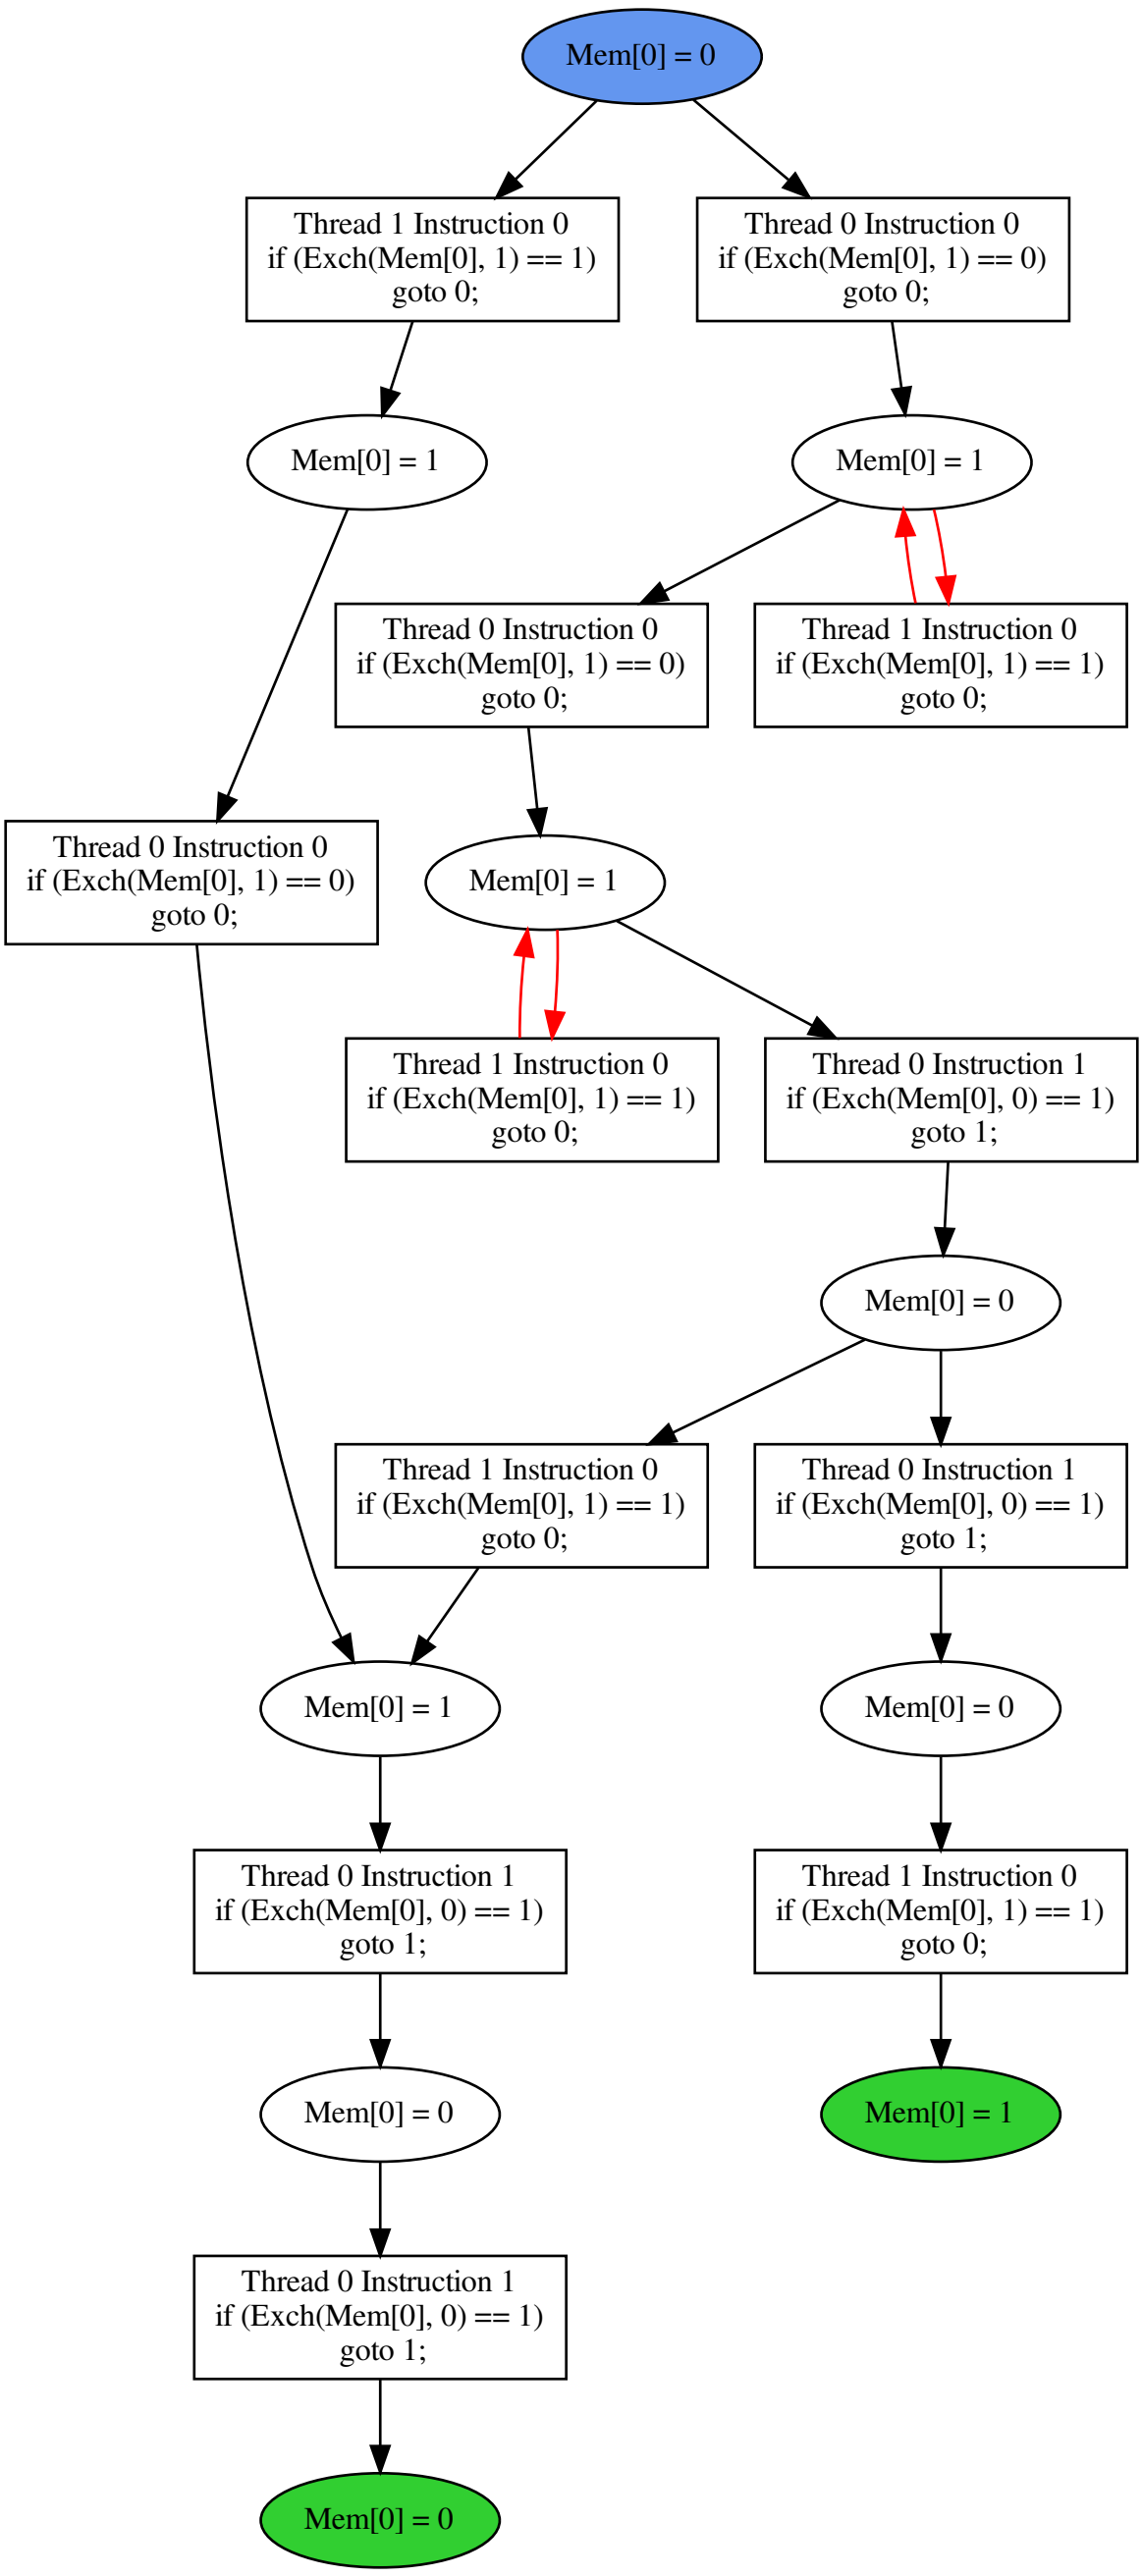 Mem[0] = 0
Thread 1 Instruction 0
if (Exch(Mem[0], 1) == 1)
goto 0;
Thread 0 Instruction 0
if (Exch(Mem[0], 1) == 0)
goto 0;
Mem[0] = 1
Mem[0] = 1
Thread 0 Instruction 0
if (Exch(Mem[0], 1) == 0)
goto 0;
Thread 1 Instruction 0
if (Exch(Mem[0], 1) == 1)
goto 0;
Thread 0 Instruction 0
if (Exch(Mem[0], 1) == 0)
goto 0;
Mem[0] = 1
Thread 1 Instruction 0
if (Exch(Mem[0], 1) == 1)
goto 0;
Thread 0 Instruction 1
if (Exch(Mem[0], 0) == 1)
goto 1;
Mem[0] = 0
Thread 1 Instruction 0
if (Exch(Mem[0], 1) == 1)
goto 0;
Thread 0 Instruction 1
if (Exch(Mem[0], 0) == 1)
goto 1;
Mem[0] = 1
Mem[0] = 0
Thread 0 Instruction 1
if (Exch(Mem[0], 0) == 1)
goto 1;
Thread 1 Instruction 0
if (Exch(Mem[0], 1) == 1)
goto 0;
Mem[0] = 0
Mem[0] = 1
Thread 0 Instruction 1
if (Exch(Mem[0], 0) == 1)
goto 1;
Mem[0] = 0